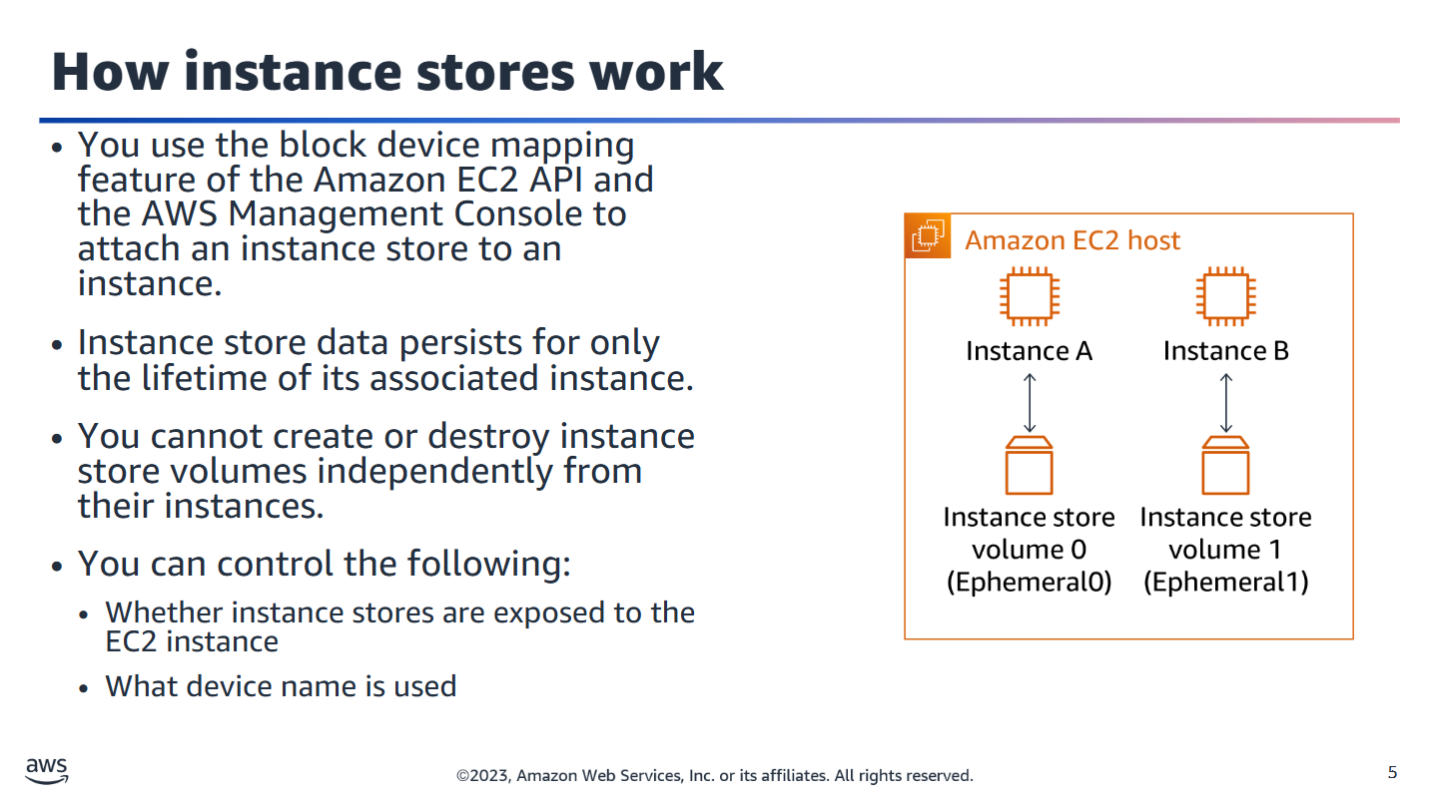 How instance stores work
• You use the block device mapping
feature of the Amazon EC2 API and
the AWS Management Console to
attach an instance store to an
instance.
• Instance store data persists for only
the lifetime of its associated instance.
• You cannot create or destroy instance
store volumes independently from
their instances.
• You can control the following:
• Whether instance stores are exposed to the
EC2 instance
• What device name is used
Amazon EC2 host
Instance A
Instance B
Instance store
volume 0
(Ephemeral0)
Instance store
volume 1
(Ephemeral1)
aws
©2023, Amazon Web Services, Inc. or its affiliates. All rights reserved.
5